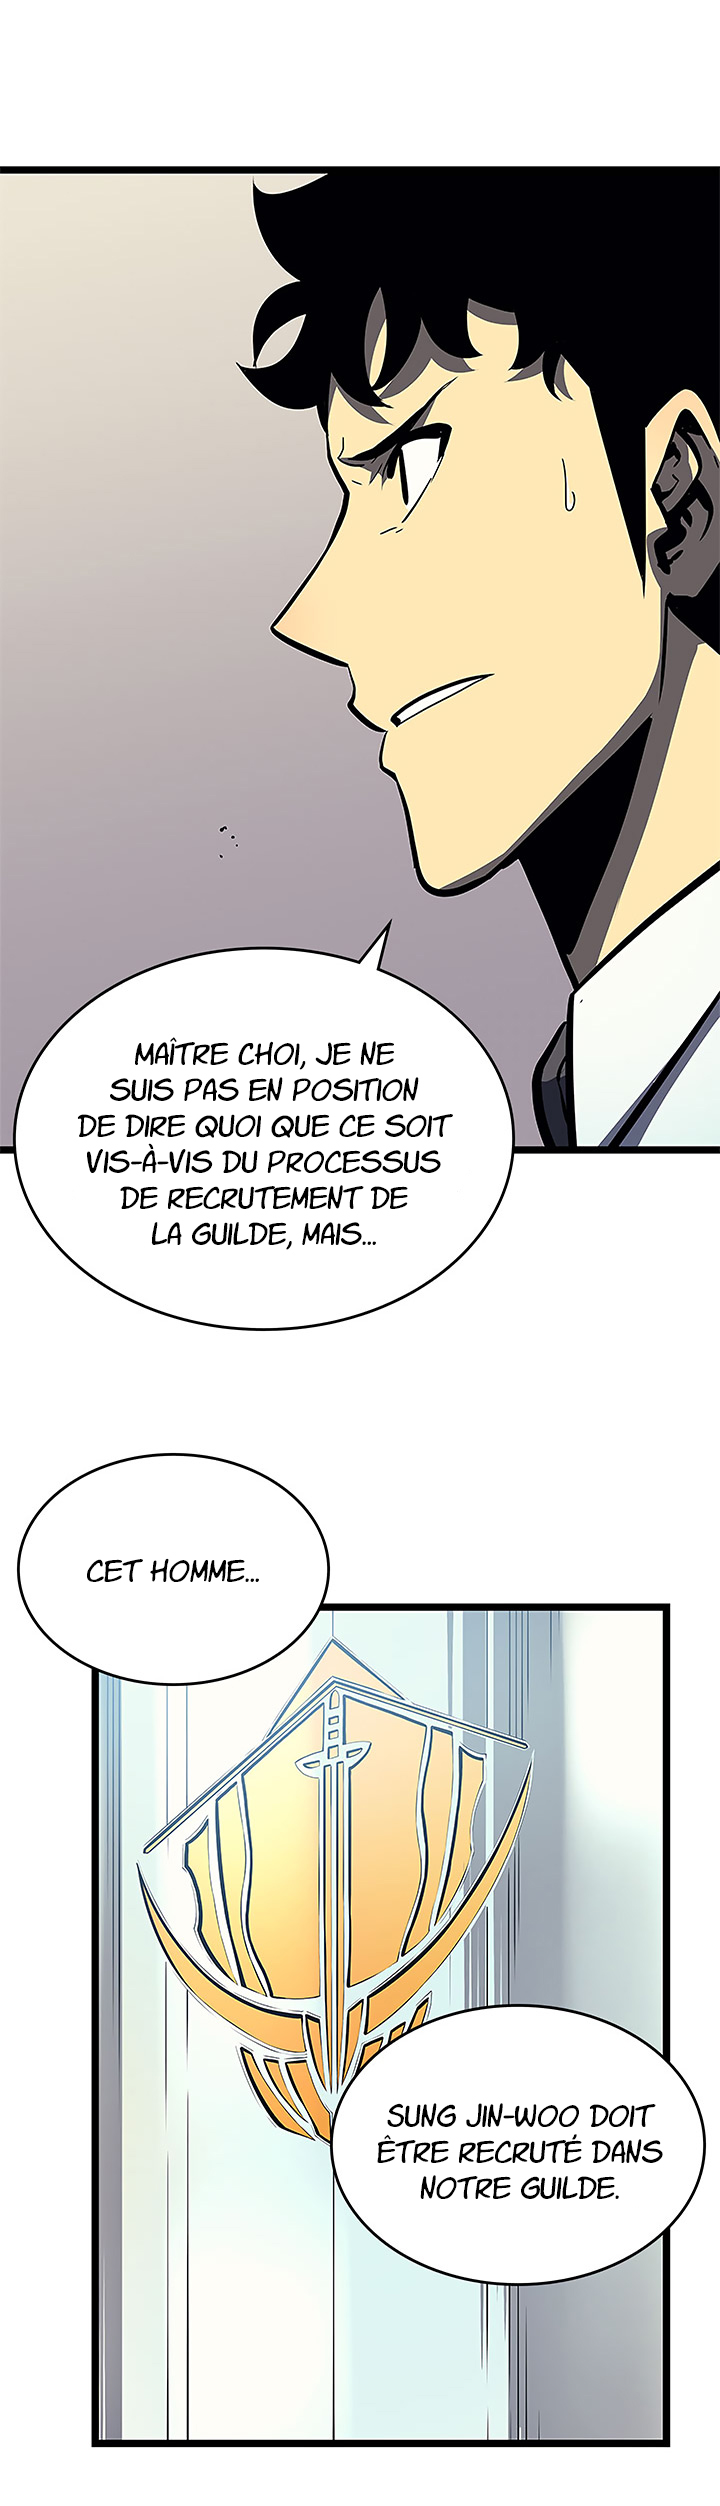 MAÎTRE CHOI, JE NE
SUIS PAS EN POSITION
DE DIRE QUOI QUE CE SOIT
VIS-À-VIS DU PROCESSUS
DE RECRUTEMENT DE
LA GUILDE, MAIS...
CET HOMME...
SUNG JIN-WOO DOIT
ÊTRE RECRUTÉ DANS
NOTRE GUILDE.